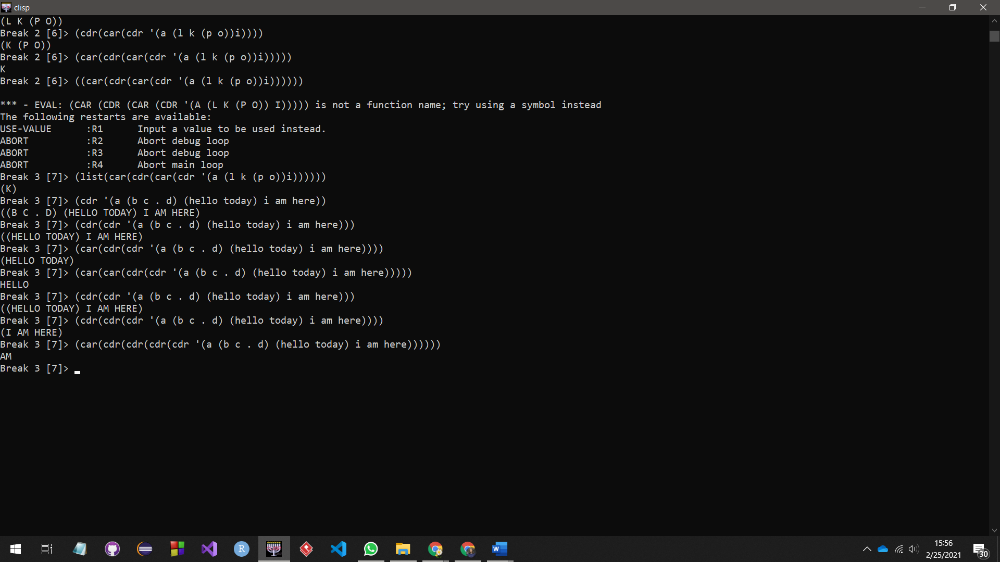 clisp
(L K (P O))
Break 2 [6]> (cdr(car(cdr '(a (l k (p o))i))))
(K (P O))
Break 2 [6]> (car(cdr(car(cdr '(a (l k (p o))i)))))
K
Break 2 [6]> ((car(cdr(car(cdr '(a (l k (p o))i))))))
*** - EVAL: (CAR (CDR (CAR (CDR '(A (L K (P O)) I))))) is not a function name; try using a symbol instead
The following restarts are available:
USE-VALUE      :R1      Input a value to be used instead.
ABORT          :R2      Abort debug loop
ABORT          :R3      Abort debug loop
ABORT          :R4      Abort main loop
Break 3 [7]> (list(car(cdr(car(cdr '(a (l k (p o))i))))))
(K)
Break 3 [7]> (cdr '(a (b c . d) (hello today) i am here))
((B C . D) (HELLO TODAY) I AM HERE)
Break 3 [7]> (cdr(cdr '(a (b c . d) (hello today) i am here)))
((HELLO TODAY) I AM HERE)
Break 3 [7]> (car(cdr(cdr '(a (b c . d) (hello today) i am here))))
(HELLO TODAY)
Break 3 [7]> (car(car(cdr(cdr '(a (b c . d) (hello today) i am here)))))
HELLO
Break 3 [7]> (cdr(cdr '(a (b c . d) (hello today) i am here)))
((HELLO TODAY) I AM HERE)
Break 3 [7]> (cdr(cdr(cdr '(a (b c . d) (hello today) i am here))))
(I AM HERE)
Break 3 [7]> (car(cdr(cdr(cdr(cdr '(a (b c . d) (hello today) i am here))))))
AM
Break 3 [7]>
R
W
15:56
2/25/2021
30